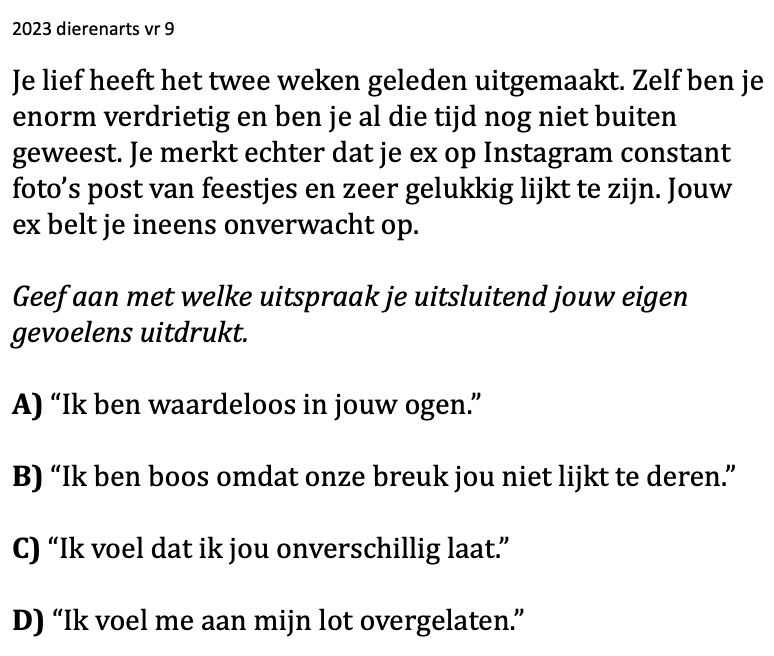 2023 dierenarts vr 9
Je lief heeft het twee weken geleden uitgemaakt. Zelf ben je
enorm verdrietig en ben je al die tijd nog niet buiten
geweest. Je merkt echter dat je ex op Instagram constant
foto’s post van feestjes en zeer gelukkig lijkt te zijn. Jouw
ex belt je ineens onverwacht op.
Geef aan met welke uitspraak je uitsluitend jouw eigen
gevoelens uitdrukt.
A) “Ik ben waardeloos in jouw ogen.”
B) “Ik ben boos omdat onze breuk jou niet lijkt te deren.”
C) “Ik voel dat ik jou onverschillig laat.”
D) “Ik voel me aan mijn lot overgelaten.”